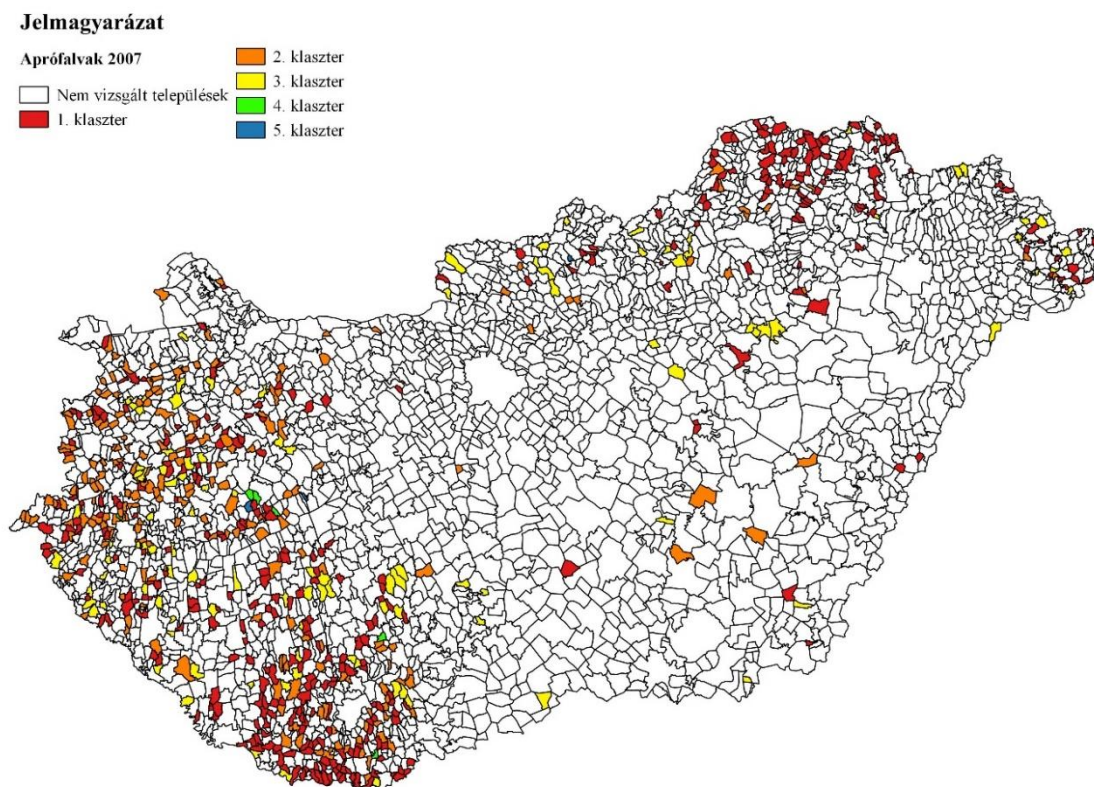 Jelmagyarázat
Aprófalvak 2007
Nem vizsgált települések
1. klaszter
2. klaszter
3. klaszter
4. klaszter
5. klaszter